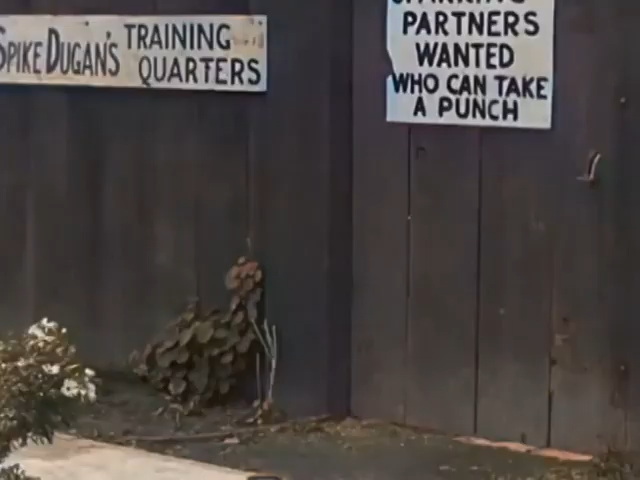 SPIKE DUGAN'S TRAINING
QUARTERS
PARTNERS
WANTED
WHO CAN TAKE
A PUNCH